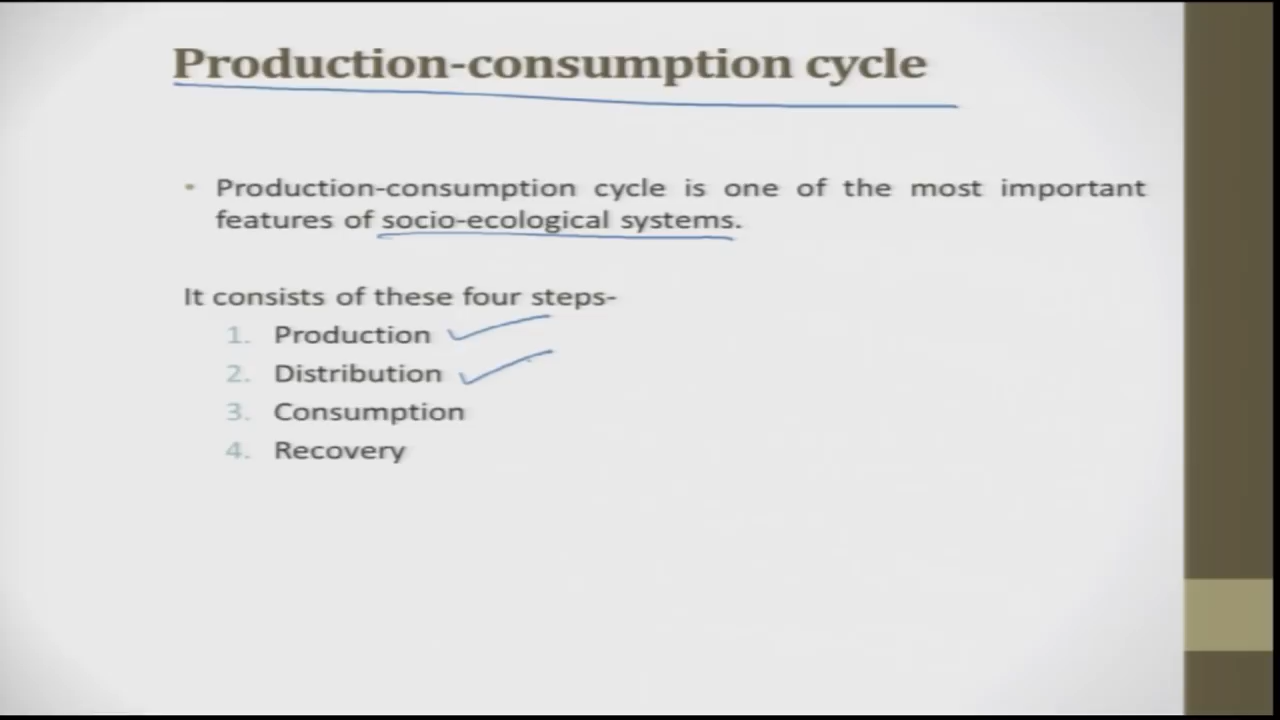 Production-consumption cycle
• Production-consumption cycle is one of the most important
features of socio-ecological systems.
It consists of these four steps-
1. Production
2. Distribution
3. Consumption
4. Recovery